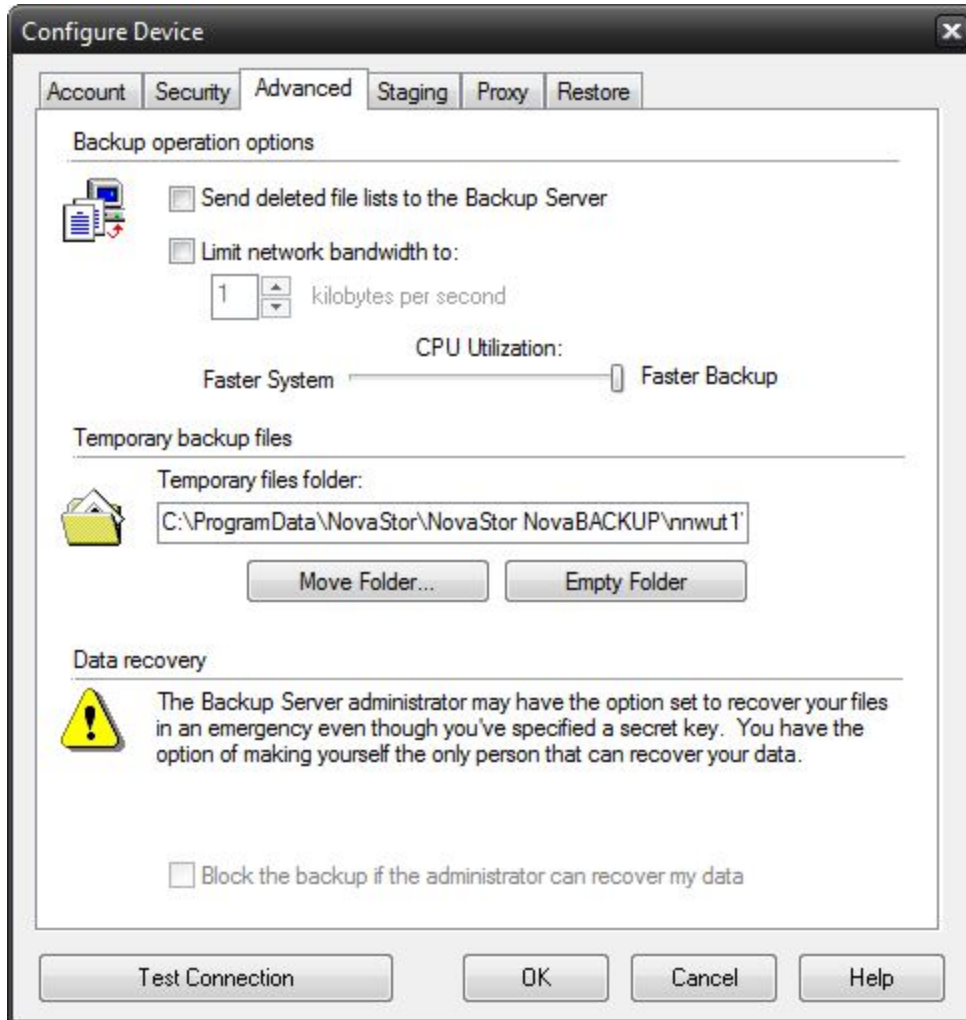 Configure Device
Account Security Advanced Staging Proxy Restore
Backup operation options
Send deleted file lists to the Backup Server
Limit network bandwidth to:
1 kilobytes per second
CPU Utilization:
Faster System Faster Backup
Temporary backup files
Temporary files folder:
C:\ProgramData\NovaStor\NovaStor NovaBACKUP\nnwut1
Move Folder... Empty Folder
Data recovery
The Backup Server administrator may have the option set to recover your files
in an emergency even though you've specified a secret key. You have the
option of making yourself the only person that can recover your data.
Block the backup if the administrator can recover my data
Test Connection OK Cancel Help